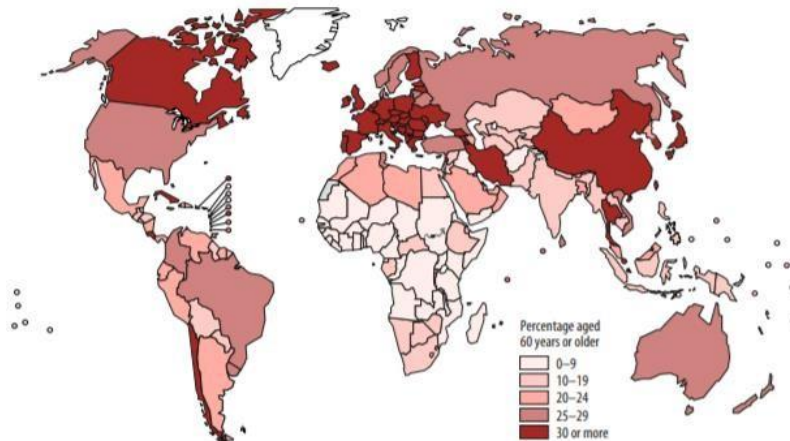 Percentage aged
60 years or older
0–9
10–19
20–24
25–29
30 or more